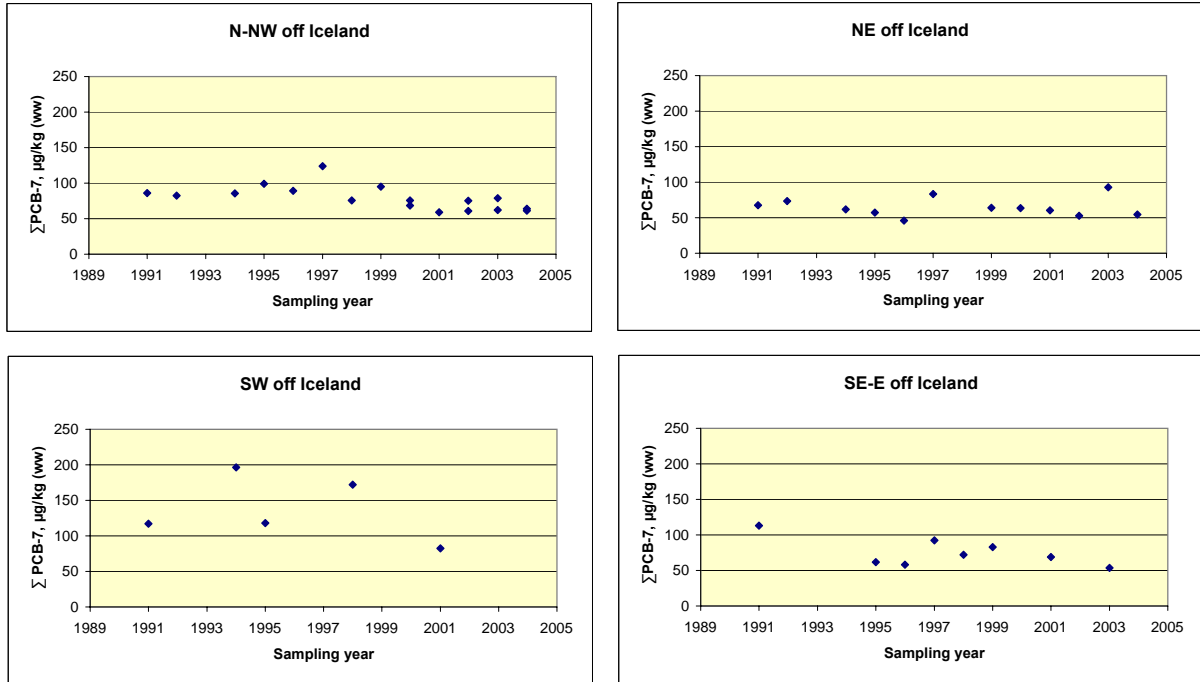 N-NW off Iceland
250
200
150
100
50
0
∑PCB-7, µg/kg (ww)
1989 1991 1993 1995 1997 1999 2001 2003 2005
Sampling year
NE off Iceland
250
200
150
100
50
0
∑PCB-7, µg/kg (ww)
1989 1991 1993 1995 1997 1999 2001 2003 2005
Sampling year
SW off Iceland
250
200
150
100
50
0
∑ PCB-7, µg/kg (ww)
1989 1991 1993 1995 1997 1999 2001 2003 2005
Sampling year
SE-E off Iceland
250
200
150
100
50
0
∑PCB-7, µg/kg (ww)
1989 1991 1993 1995 1997 1999 2001 2003 2005
Sampling year